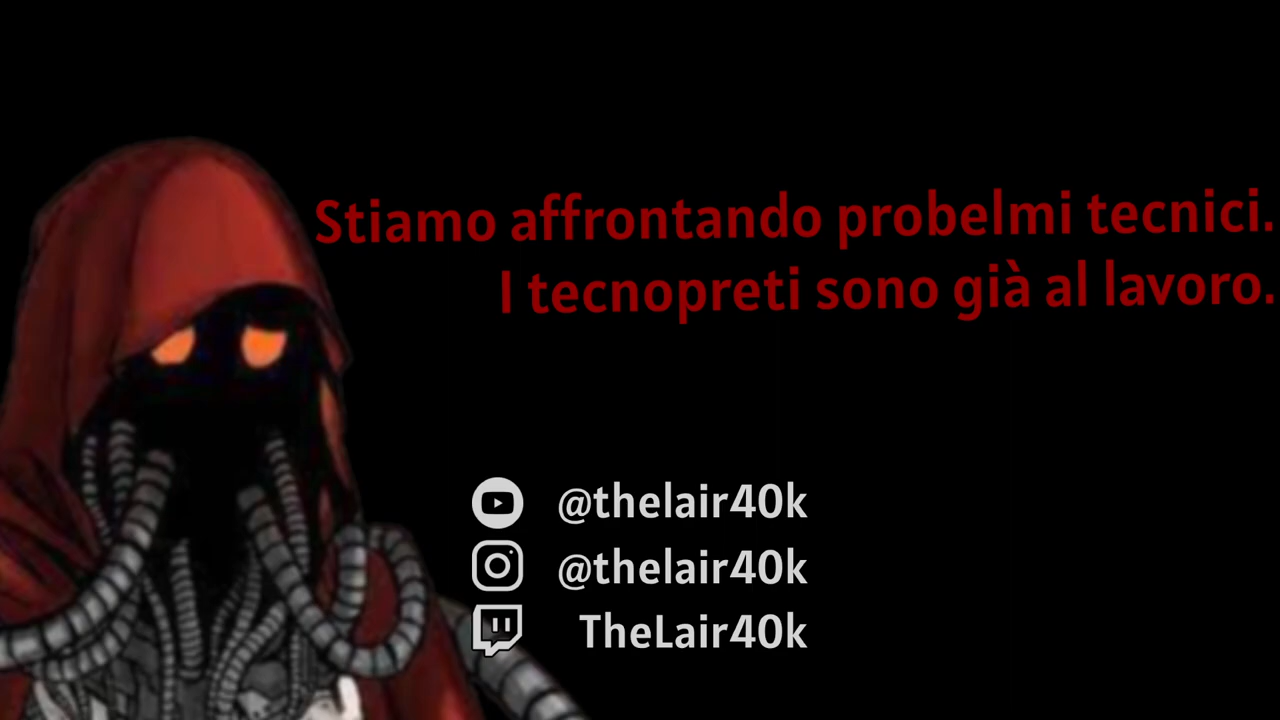 Stiamo affrontando probelmi tecnici.
I tecnopreti sono già al lavoro.
@thelair40k
@thelair40k
TheLair40k